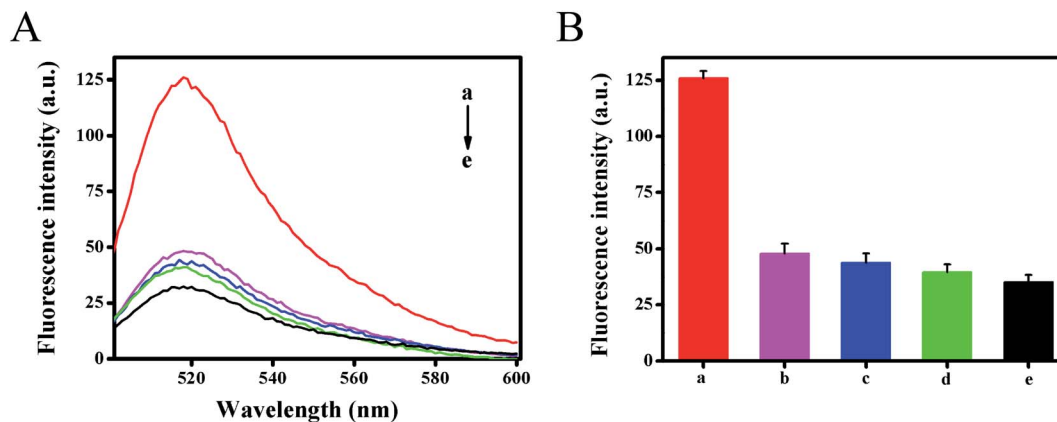 A
Fluorescence intensity (a.u.)
125
100
75
50
25
0
a
e
520 540 560 580 600
Wavelength (nm)
B
Fluorescence intensity (a.u.)
125
100
75
50
25
0
a b c d e